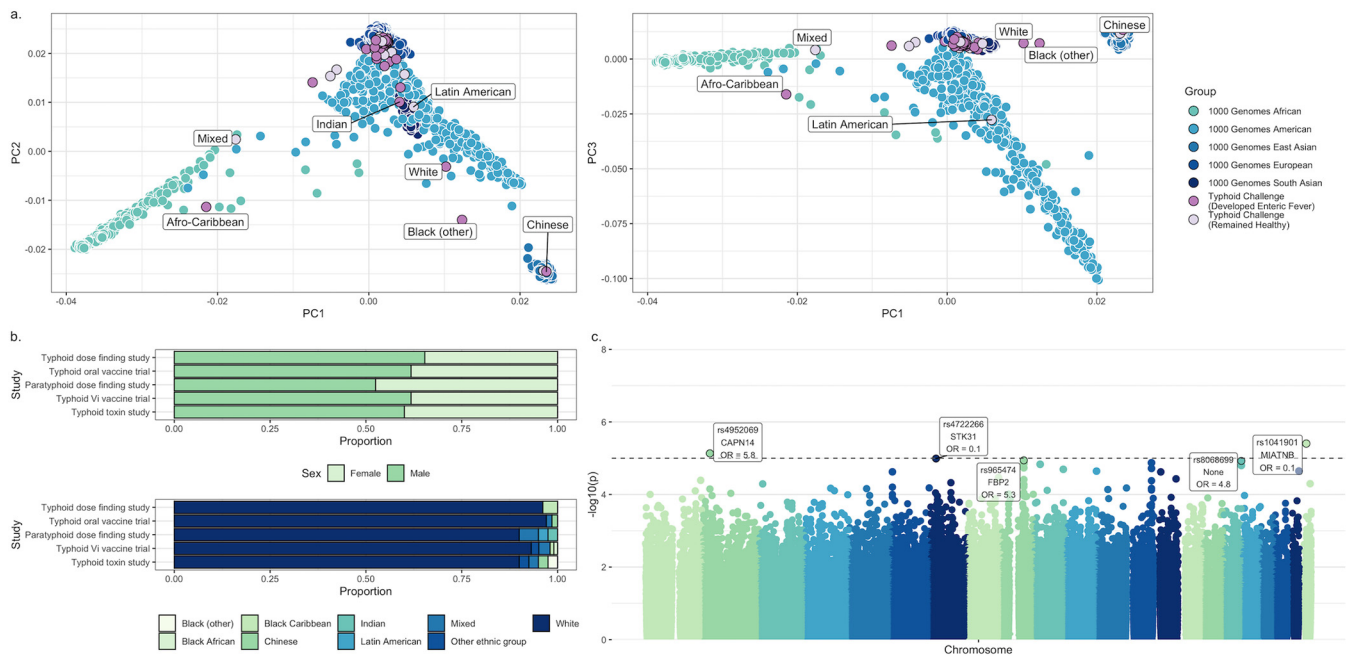 a.
0.02
0.01
0.00
-0.01
-0.02
PC2
-0.04
-0.02
0.00
0.02
PC1
Mixed
Afro-Caribbean
Indian
Latin American
White
Black (other)
Chinese
0.000
-0.025
-0.050
-0.075
-0.100
PC3
-0.04
-0.02
0.00
0.02
PC1
Mixed
Afro-Caribbean
Latin American
White
Black (other)
Chinese
Group
1000 Genomes African
1000 Genomes American
1000 Genomes East Asian
1000 Genomes European
1000 Genomes South Asian
Typhoid Challenge
(Developed Enteric Fever)
Typhoid Challenge
(Remained Healthy)
b.
Study
Typhoid dose finding study
Typhoid oral vaccine trial
Paratyphoid dose finding study
Typhoid Vi vaccine trial
Typhoid toxin study
0.00
0.25
0.50
0.75
1.00
Proportion
Sex
Female
Male
Study
Typhoid dose finding study
Typhoid oral vaccine trial
Paratyphoid dose finding study
Typhoid Vi vaccine trial
Typhoid toxin study
0.00
0.25
0.50
0.75
1.00
Proportion
Black (other)
Black Caribbean
Indian
Mixed
White
Black African
Chinese
Latin American
Other ethnic group
c.
8
6
4
2
0
-log10(p)
rs4952069
CAPN14
OR = 5.8
rs4722266
STK31
OR = 0.1
rs965474
FBP2
OR = 5.3
rs8068699
None
OR = 4.8
rs1041901
MIATNB
OR = 0.1
Chromosome